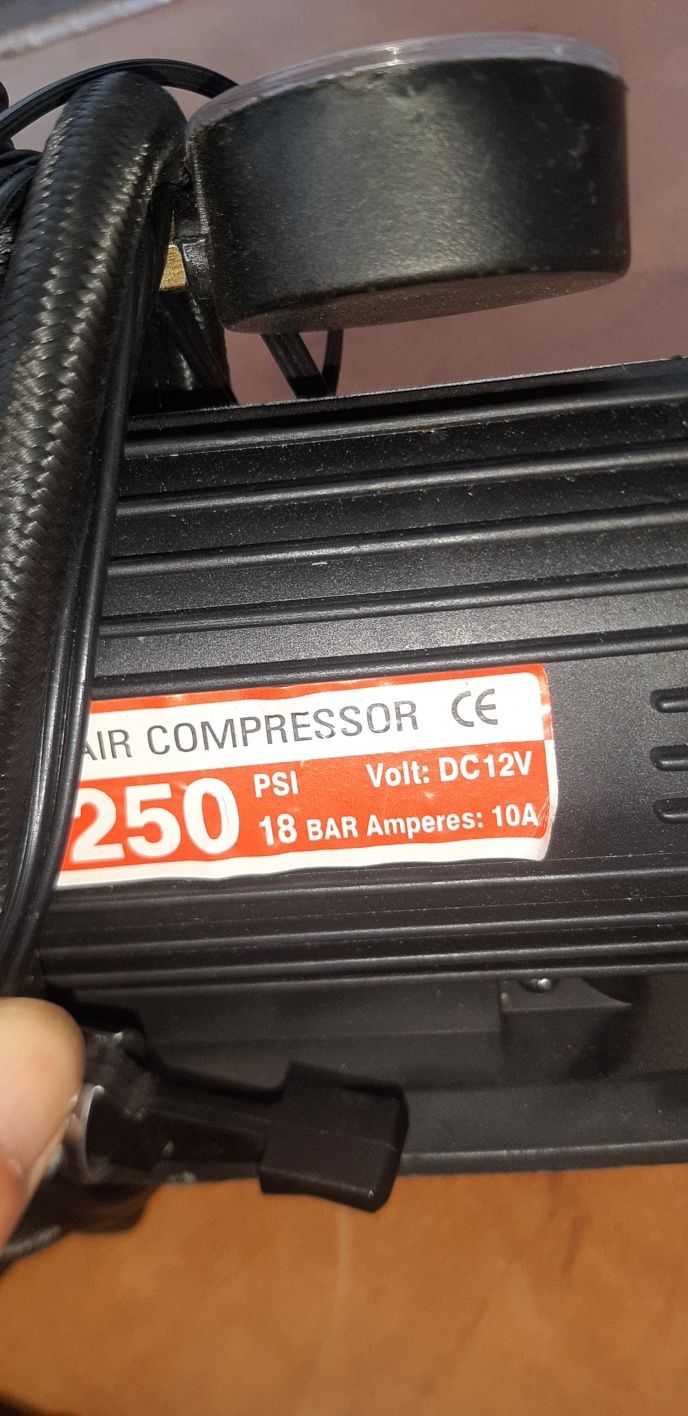 AIR COMPRESSOR CE
250 PSI Volt: DC12V
18 BAR Amperes: 10A